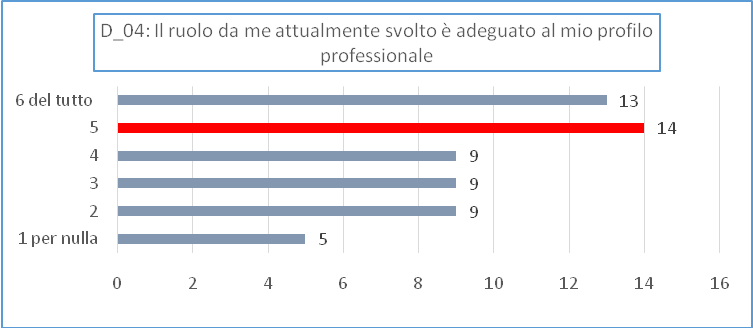 D_04: Il ruolo da me attualmente svolto è adeguato al mio profilo
professionale
6 del tutto 13
5 14
4 9
3 9
2 9
1 per nulla 5
0 2 4 6 8 10 12 14 16